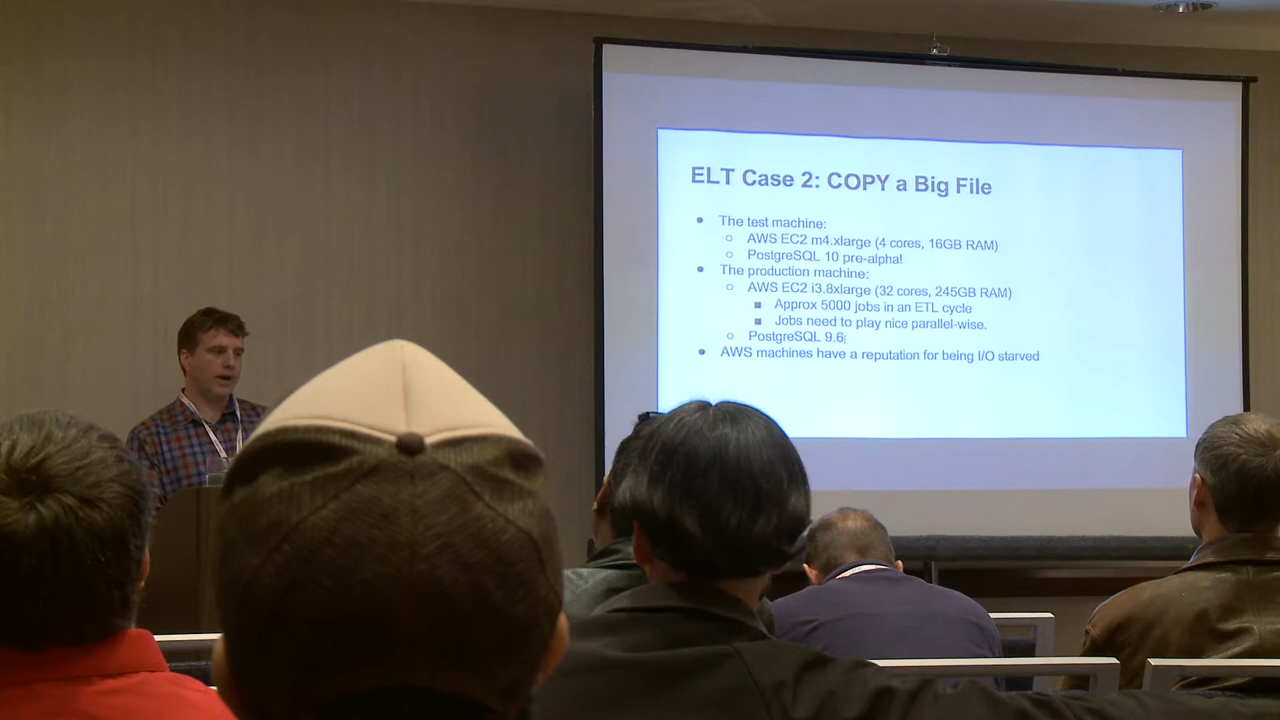 ELT Case 2: COPY a Big File
● The test machine:
○ AWS EC2 m4.xlarge (4 cores, 16GB RAM)
○ PostgreSQL 10 pre-alpha!
● The production machine:
○ AWS EC2 i3.8xlarge (32 cores, 245GB RAM)
■ Approx 5000 jobs in an ETL cycle
■ Jobs need to play nice parallel-wise.
○ PostgreSQL 9.6
● AWS machines have a reputation for being I/O starved